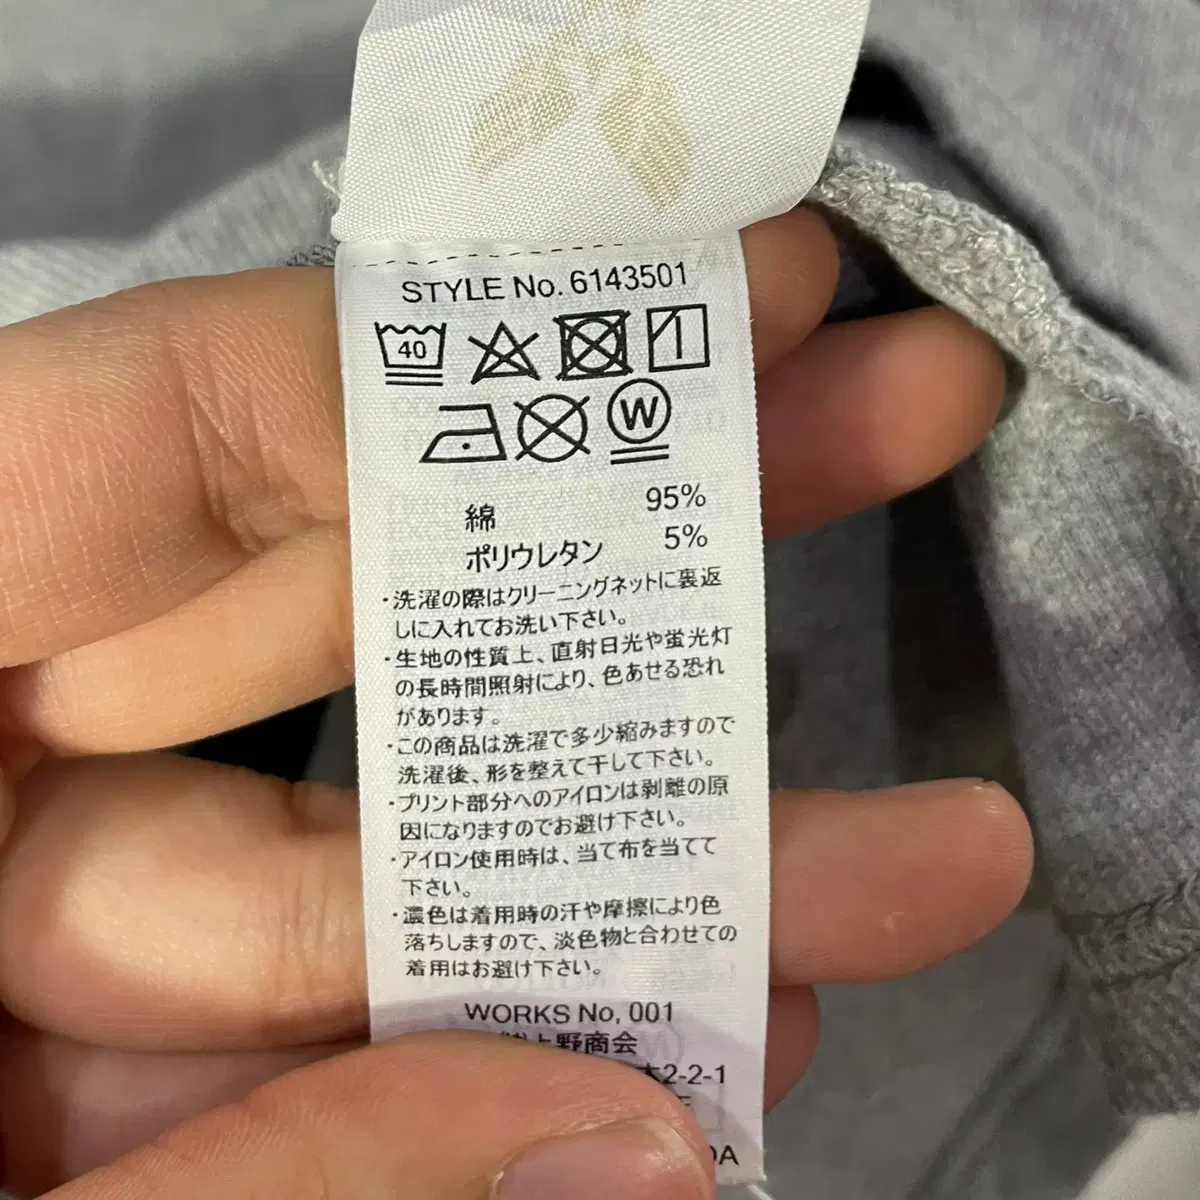 STYLE No. 6143501
40
W
綿 95%
ポリウレタン 5%
・洗濯の際はクリーニングネットに裏返
しに入れてお洗い下さい。
・生地の性質上、直射日光や蛍光灯
の長時間照射により、色あせる恐れ
があります。
・この商品は洗濯で多少縮みますので
洗濯後、形を整えて干して下さい。
・プリント部分へのアイロンは剥離の原
因になりますのでお避け下さい。
・アイロン使用時は、当て布を当てて
下さい。
・濃色は着用時の汗や摩擦により色
落ちしますので、淡色物と合わせての
着用はお避け下さい。
WORKS No, 001
上野商会
2-2-1